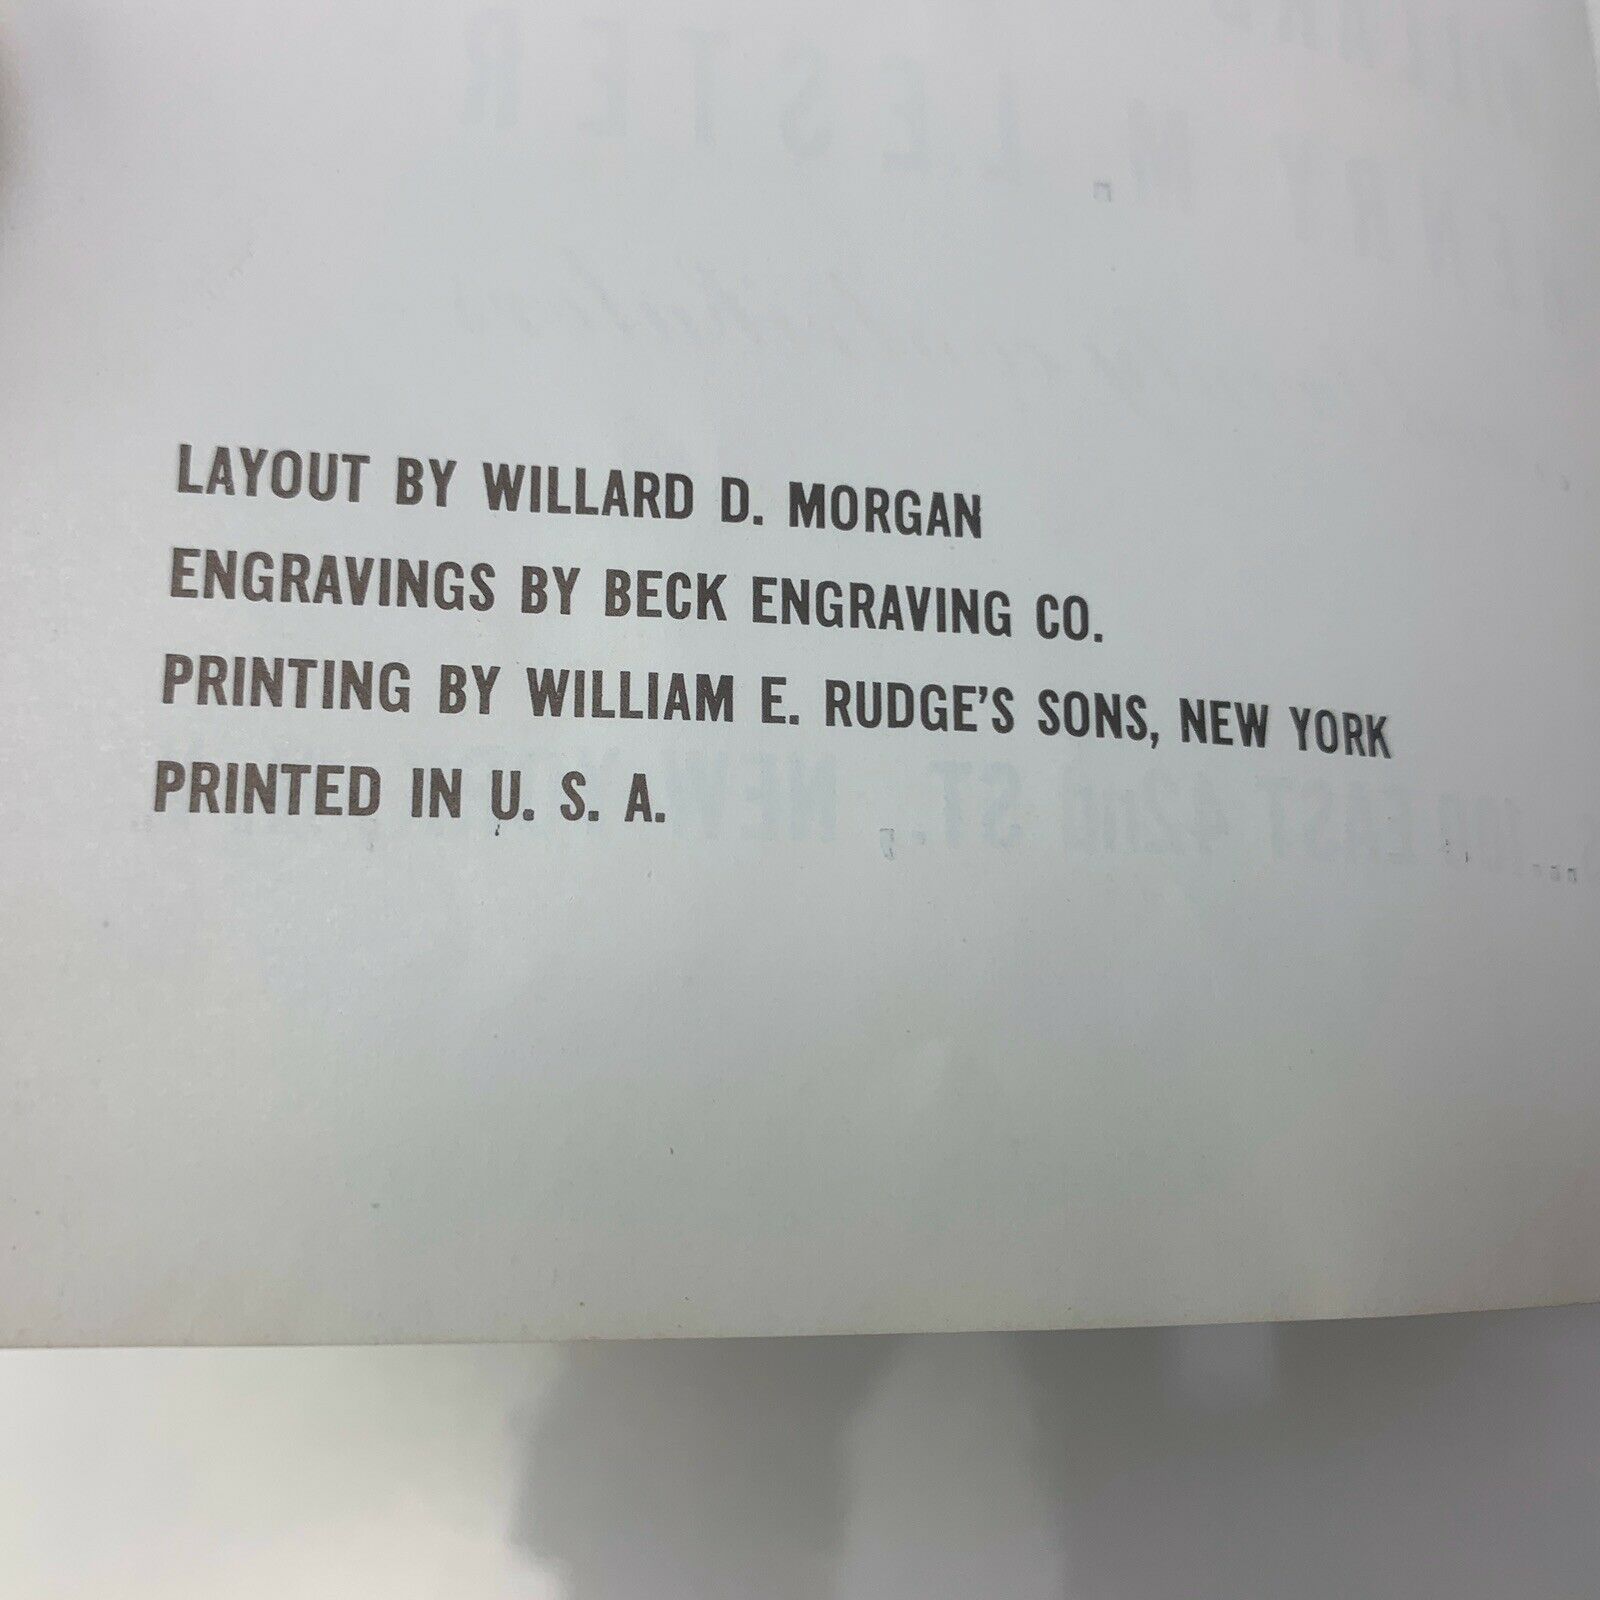 LAYOUT BY WILLARD D. MORGAN
ENGRAVINGS BY BECK ENGRAVING CO.
PRINTING BY WILLIAM E. RUDGE'S SONS, NEW YORK
PRINTED IN U. S. A.